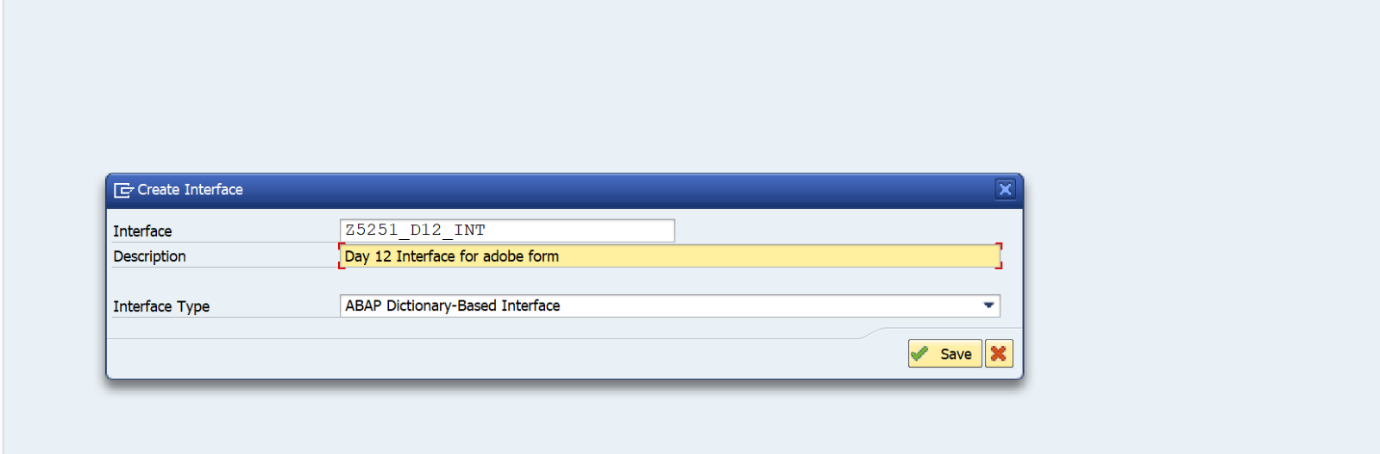 Create Interface
Interface Z5251_D12_INT
Description Day 12 Interface for adobe form
Interface Type ABAP Dictionary-Based Interface
Save